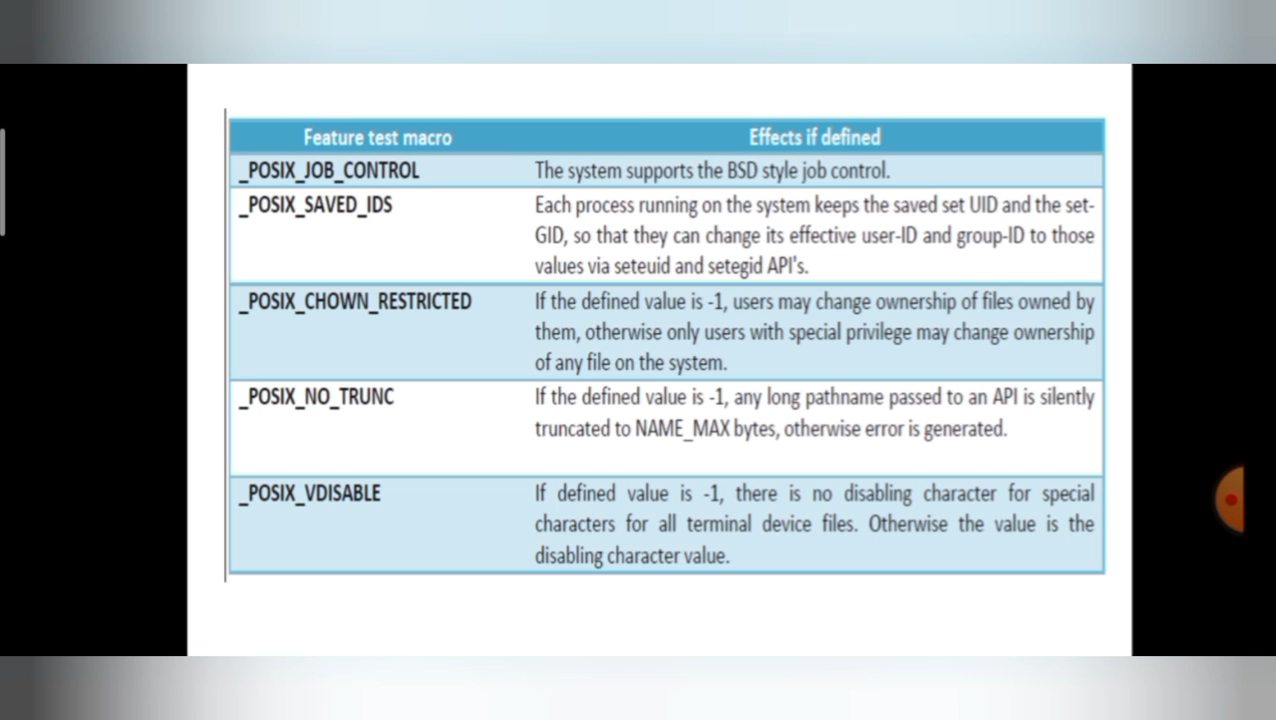 Feature test macro Effects if defined
_POSIX_JOB_CONTROL The system supports the BSD style job control.
_POSIX_SAVED_IDS Each process running on the system keeps the saved set UID and the set-
GID, so that they can change its effective user-ID and group-ID to those
values via seteuid and setegid API's.
_POSIX_CHOWN_RESTRICTED If the defined value is -1, users may change ownership of files owned by
them, otherwise only users with special privilege may change ownership
of any file on the system.
_POSIX_NO_TRUNC If the defined value is -1, any long pathname passed to an API is silently
truncated to NAME_MAX bytes, otherwise error is generated.
_POSIX_VDISABLE If defined value is -1, there is no disabling character for special
characters for all terminal device files. Otherwise the value is the
disabling character value.